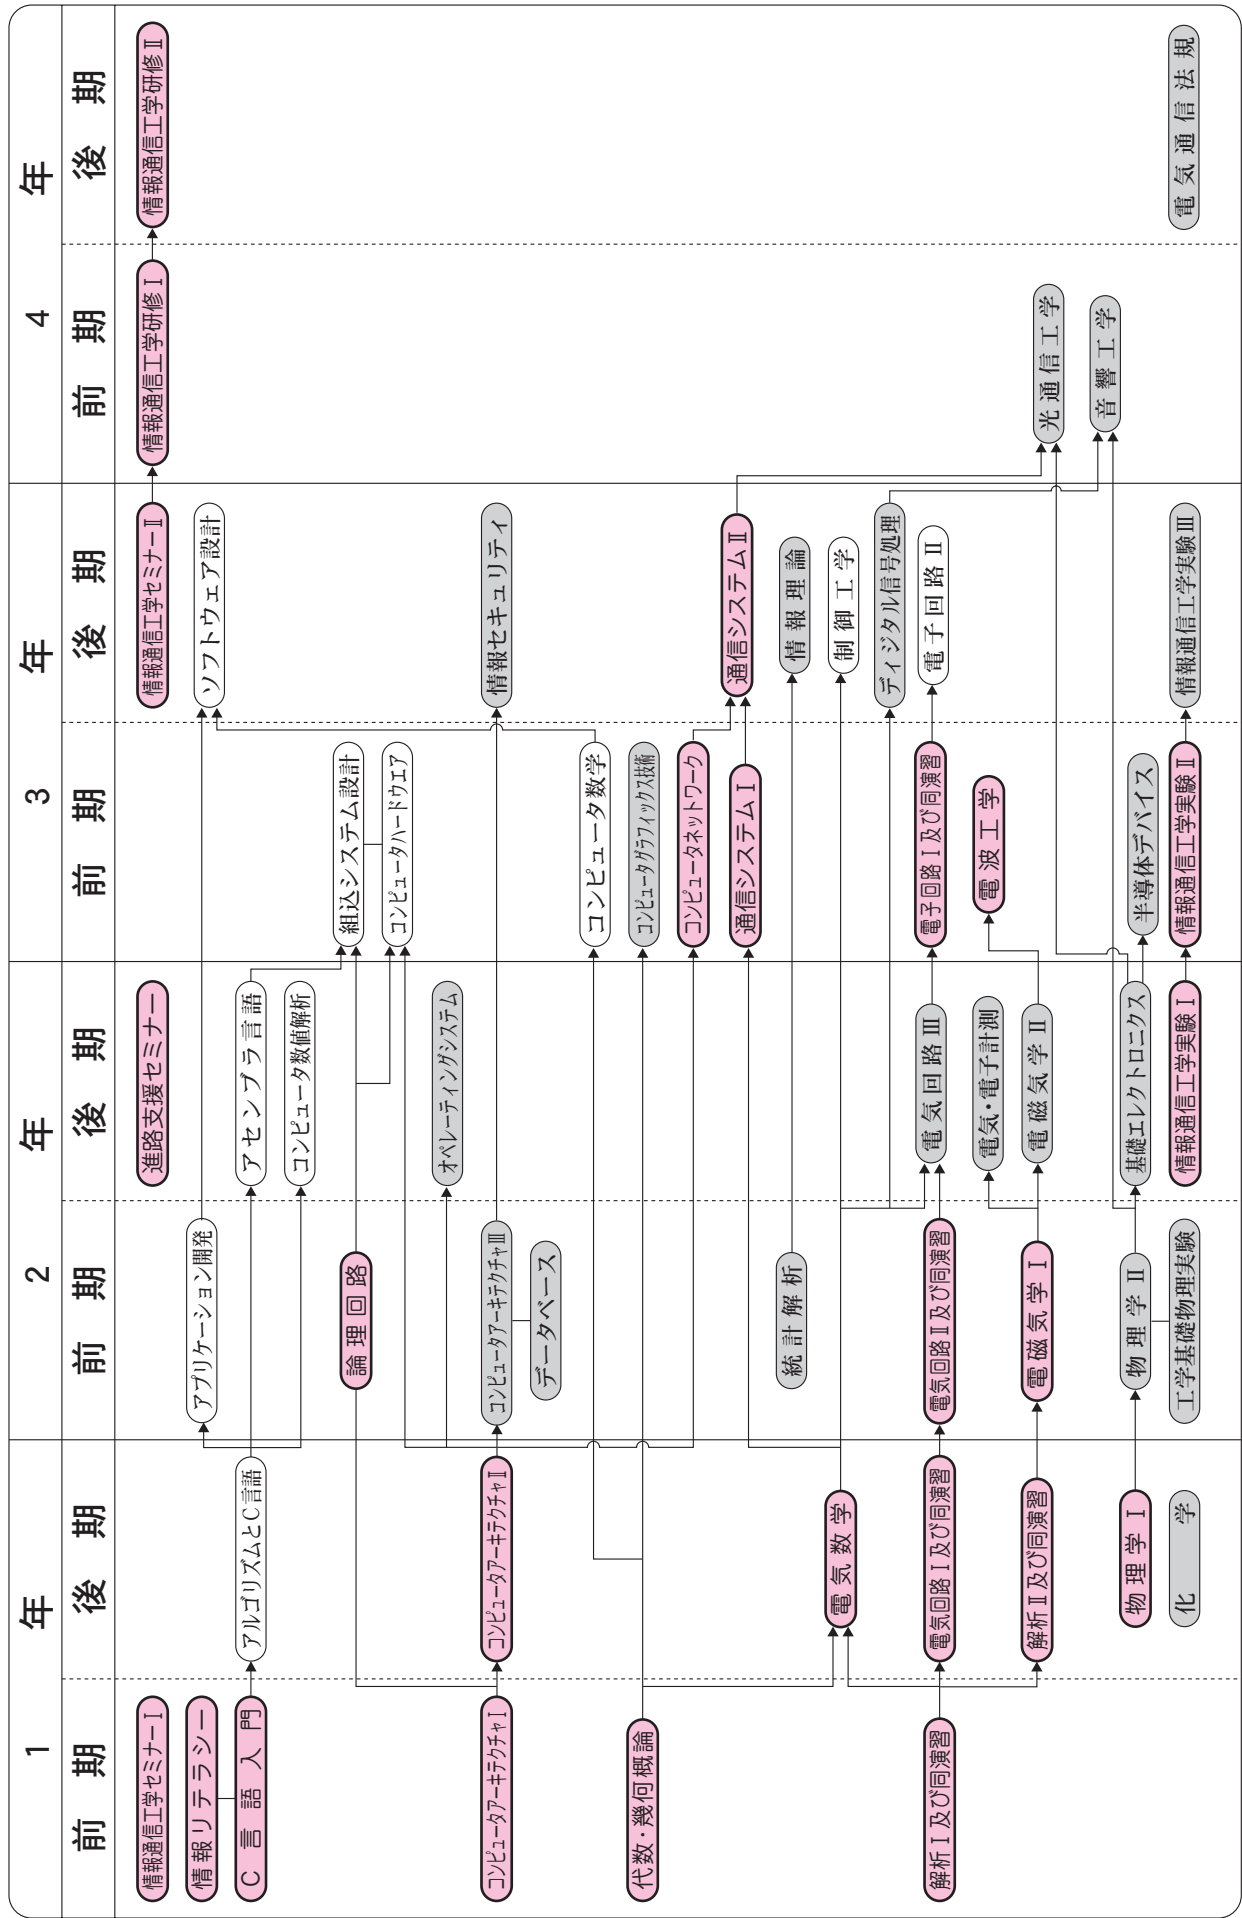 1 年
2 年
3 年
4 年
前 期
後 期
前 期
後 期
前 期
後 期
前 期
後 期
情報通信工学セミナーⅠ
進路支援セミナー
情報通信工学セミナーⅡ
情報通信工学研修Ⅰ
情報通信工学研修Ⅱ
情報リテラシー
アプリケーション開発
ソフトウェア設計
C 言 語 入 門
アルゴリズムとC言語
アセンブラ言語
コンピュータ数値解析
論理回路
組込システム設計
コンピュータハードウエア
オペレーティングシステム
コンピュータアーキテクチャⅠ
コンピュータアーキテクチャⅡ
コンピュータアーキテクチャⅢ
情報セキュリティ
データベース
コンピュータ数学
代数・幾何概論
コンピュータグラフィックス技術
コンピュータネットワーク
通信システムⅠ
通信システムⅡ
統計解析
情報理論
電気数学
制御工学
ディジタル信号処理
解析Ⅰ及び同演習
電気回路Ⅰ及び同演習
電気回路Ⅱ及び同演習
電気回路Ⅲ
電子回路Ⅰ及び同演習
電子回路Ⅱ
電気・電子計測
電波工学
解析Ⅱ及び同演習
電磁気学Ⅰ
電磁気学Ⅱ
光通信工学
音響工学
物理学Ⅰ
物理学Ⅱ
基礎エレクトロニクス
半導体デバイス
化 学
工学基礎物理実験
情報通信工学実験Ⅰ
情報通信工学実験Ⅱ
情報通信工学実験Ⅲ
電気通信法規